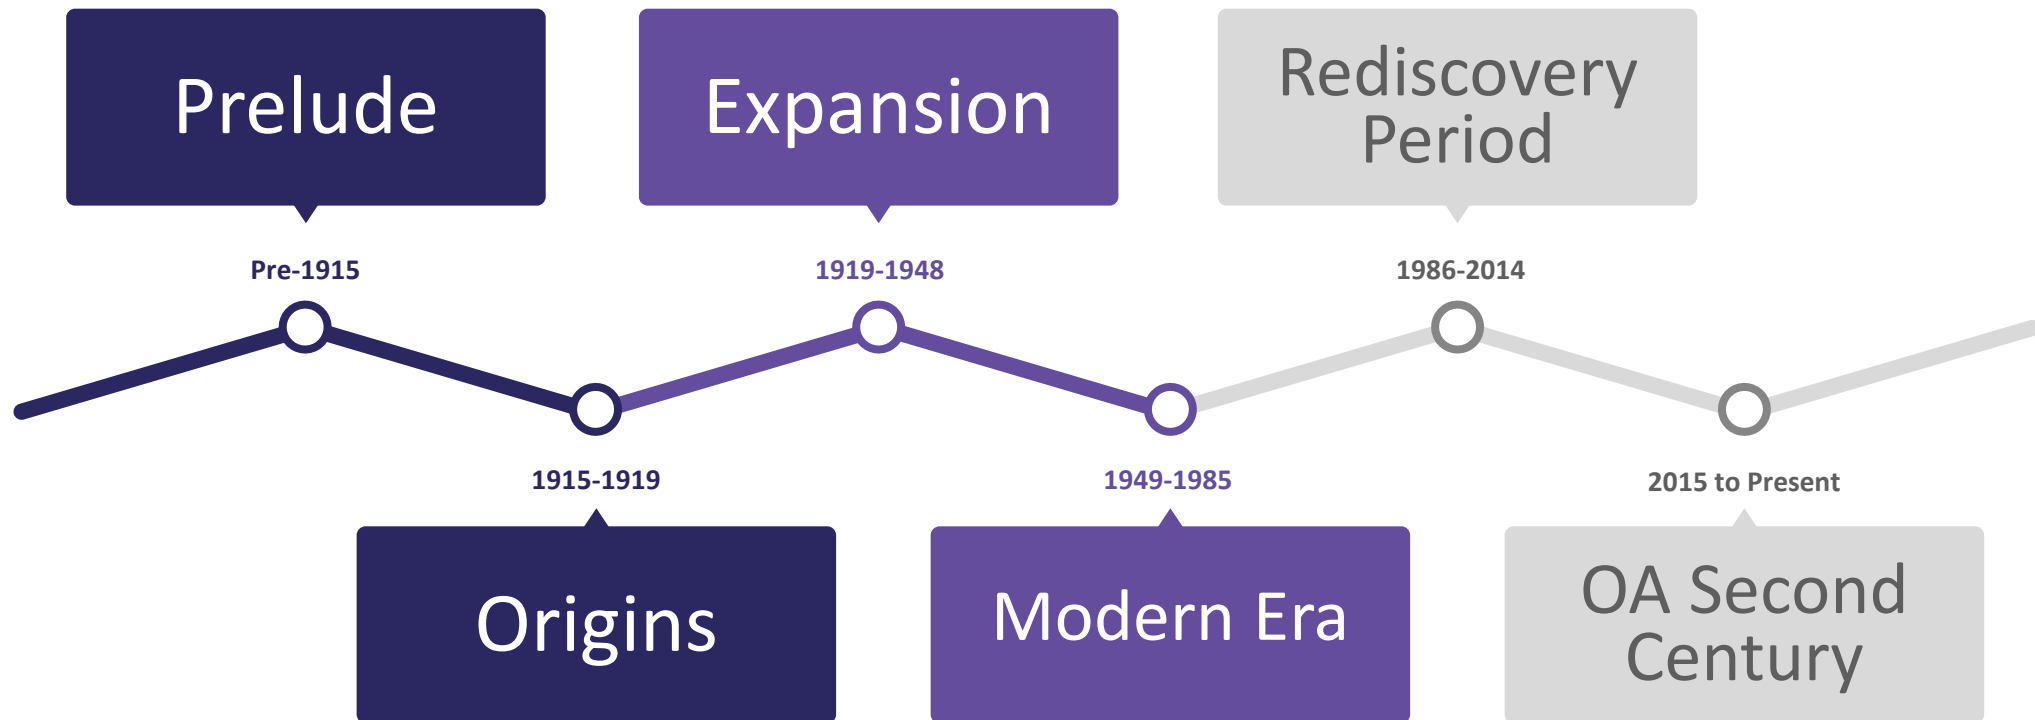 Prelude
Pre-1915
Origins
1915-1919
Expansion
1919-1948
Modern Era
1949-1985
Rediscovery
Period
1986-2014
OA Second
Century
2015 to Present